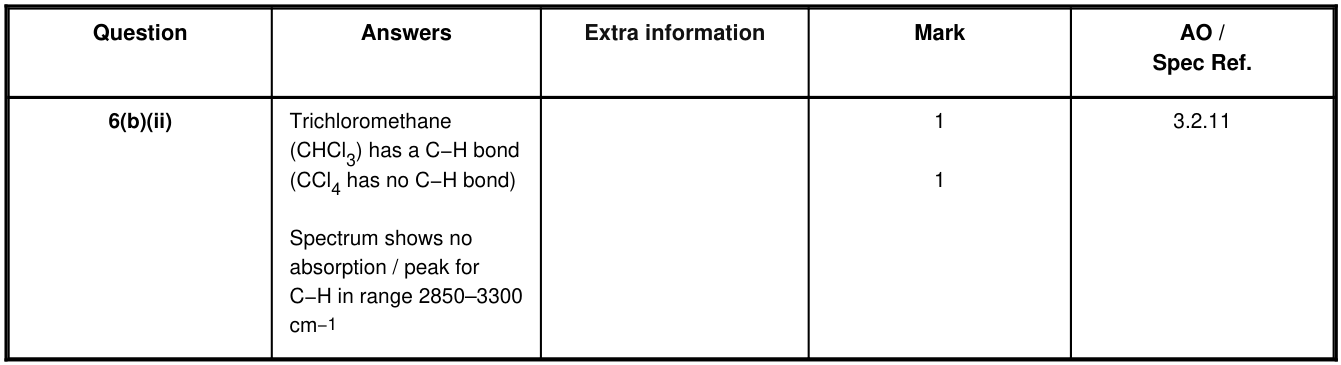 Question Answers Extra information Mark AO /
Spec Ref.
6(b)(ii) Trichloromethane 1 3.2.11
(CHCl3) has a C–H bond
(CCl4 has no C–H bond) 1
Spectrum shows no
absorption / peak for
C–H in range 2850–3300
cm–1